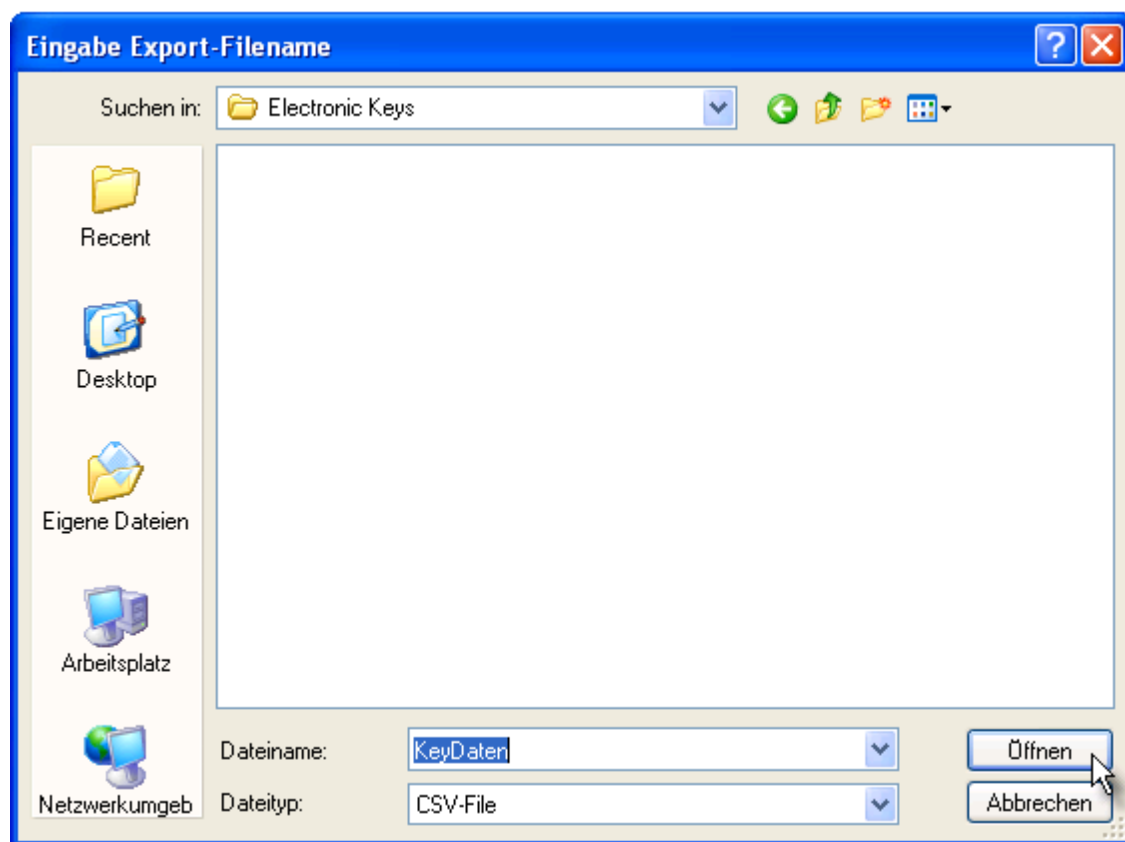 Eingabe Export-Filename
Suchen in: Electronic Keys
Recent
Desktop
Eigene Dateien
Arbeitsplatz
Netzwerkumgeb
Dateiname: KeyDaten Öffnen
Dateityp: CSV-File Abbrechen